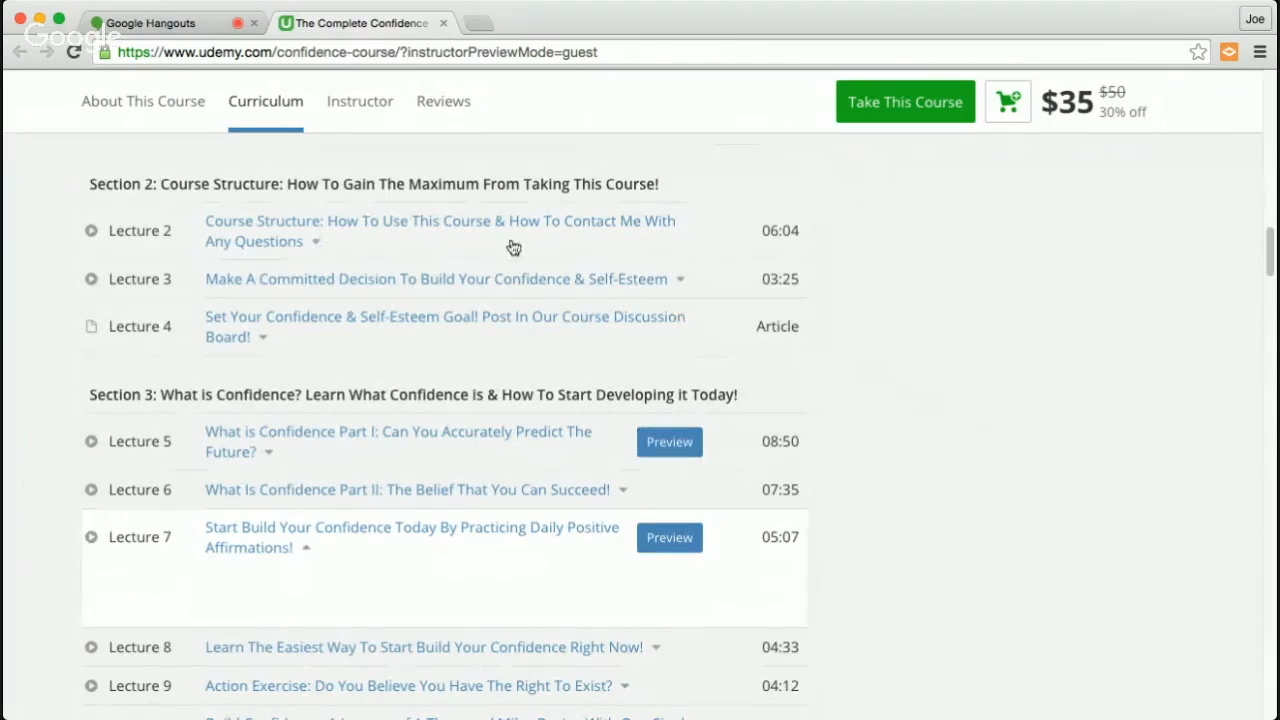 Google Hangouts
The Complete Confidence
Joe
Google
https://www.udemy.com/confidence-course/?instructorPreviewMode=guest
About This Course
Curriculum
Instructor
Reviews
Take This Course
$35
$50
30% off
Section 2: Course Structure: How To Gain The Maximum From Taking This Course!
Lecture 2
Course Structure: How To Use This Course & How To Contact Me With
Any Questions
06:04
Lecture 3
Make A Committed Decision To Build Your Confidence & Self-Esteem
03:25
Lecture 4
Set Your Confidence & Self-Esteem Goal! Post In Our Course Discussion
Board!
Article
Section 3: What is Confidence? Learn What Confidence is & How To Start Developing it Today!
Lecture 5
What is Confidence Part I: Can You Accurately Predict The
Future?
Preview
08:50
Lecture 6
What Is Confidence Part II: The Belief That You Can Succeed!
07:35
Lecture 7
Start Build Your Confidence Today By Practicing Daily Positive
Affirmations!
Preview
05:07
Lecture 8
Learn The Easiest Way To Start Build Your Confidence Right Now!
04:33
Lecture 9
Action Exercise: Do You Believe You Have The Right To Exist?
04:12